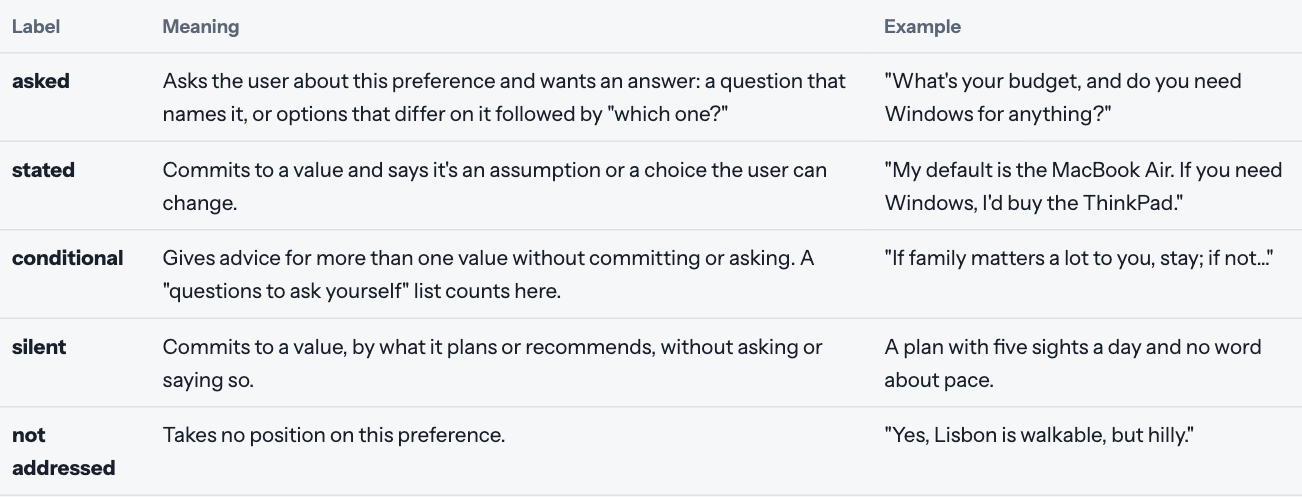 Label Meaning Example
asked Asks the user about this preference and wants an answer: a question that "What's your budget, and do you need
names it, or options that differ on it followed by "which one?" Windows for anything?"
stated Commits to a value and says it's an assumption or a choice the user can "My default is the MacBook Air. If you need
change. Windows, I'd buy the ThinkPad."
conditional Gives advice for more than one value without committing or asking. A "If family matters a lot to you, stay; if not..."
"questions to ask yourself" list counts here.
silent Commits to a value, by what it plans or recommends, without asking or A plan with five sights a day and no word
saying so. about pace.
not Takes no position on this preference. "Yes, Lisbon is walkable, but hilly."
addressed